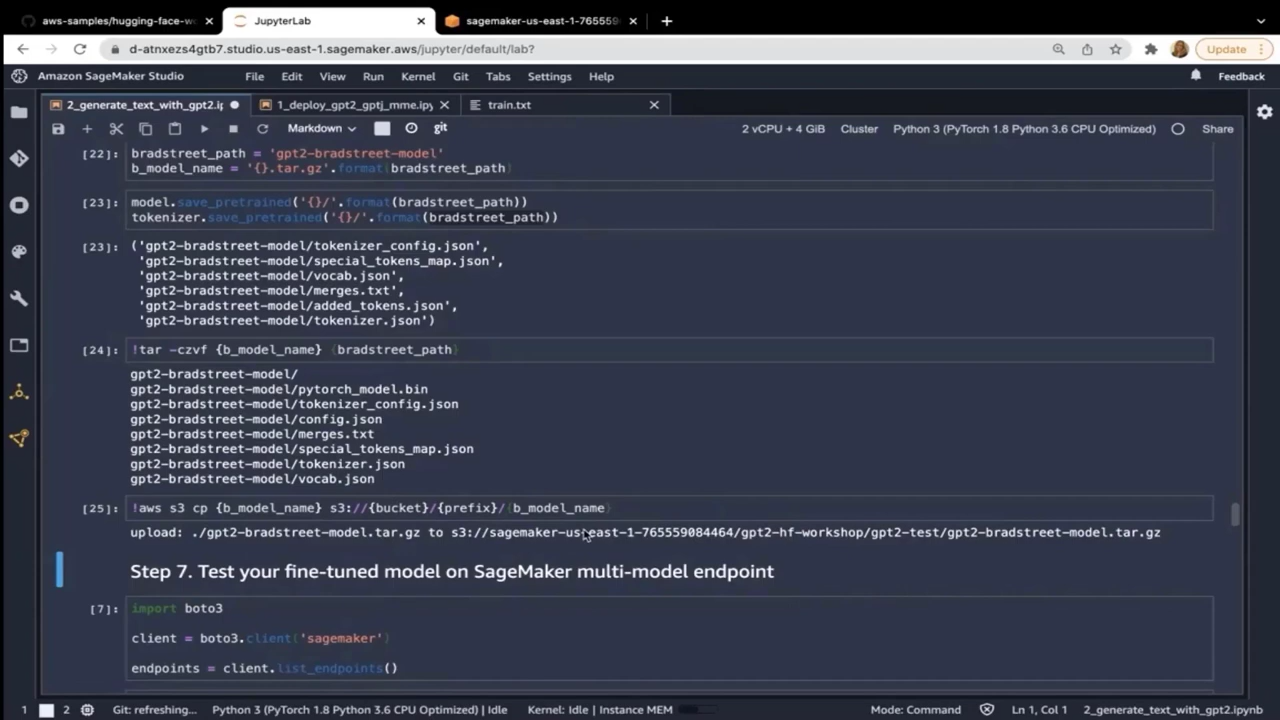 aws-samples/hugging-face-w
JupyterLab
sagemaker-us-east-1-765559
d-atnxezs4gtb7.studio.us-east-1.sagemaker.aws/jupyter/default/lab?
Update
Amazon SageMaker Studio File Edit View Run Kernel Git Tabs Settings Help Feedback
2_generate_text_with_gpt2.ip 1_deploy_gpt2_gptj_mme.ipy train.txt
Markdown git 2 vCPU + 4 GiB Cluster Python 3 (PyTorch 1.8 Python 3.6 CPU Optimized) Share
[22]: bradstreet_path = 'gpt2-bradstreet-model'
b_model_name = '{}.tar.gz'.format(bradstreet_path)
[23]: model.save_pretrained('{}/'.format(bradstreet_path))
tokenizer.save_pretrained('{}/'.format(bradstreet_path))
[23]: ('gpt2-bradstreet-model/tokenizer_config.json',
'gpt2-bradstreet-model/special_tokens_map.json',
'gpt2-bradstreet-model/vocab.json',
'gpt2-bradstreet-model/merges.txt',
'gpt2-bradstreet-model/added_tokens.json',
'gpt2-bradstreet-model/tokenizer.json')
[24]: !tar -czvf {b_model_name} {bradstreet_path}
gpt2-bradstreet-model/
gpt2-bradstreet-model/pytorch_model.bin
gpt2-bradstreet-model/tokenizer_config.json
gpt2-bradstreet-model/config.json
gpt2-bradstreet-model/merges.txt
gpt2-bradstreet-model/special_tokens_map.json
gpt2-bradstreet-model/tokenizer.json
gpt2-bradstreet-model/vocab.json
[25]: !aws s3 cp {b_model_name} s3://{bucket}/{prefix}/{b_model_name}
upload: ./gpt2-bradstreet-model.tar.gz to s3://sagemaker-us-east-1-765559084464/gpt2-hf-workshop/gpt2-test/gpt2-bradstreet-model.tar.gz
Step 7. Test your fine-tuned model on SageMaker multi-model endpoint
[7]: import boto3
client = boto3.client('sagemaker')
endpoints = client.list_endpoints()
1 2 Git: refreshing... Python 3 (PyTorch 1.8 Python 3.6 CPU Optimized) | Idle Kernel: Idle | Instance MEM Mode: Command Ln 1, Col 1 2_generate_text_with_gpt2.ipynb